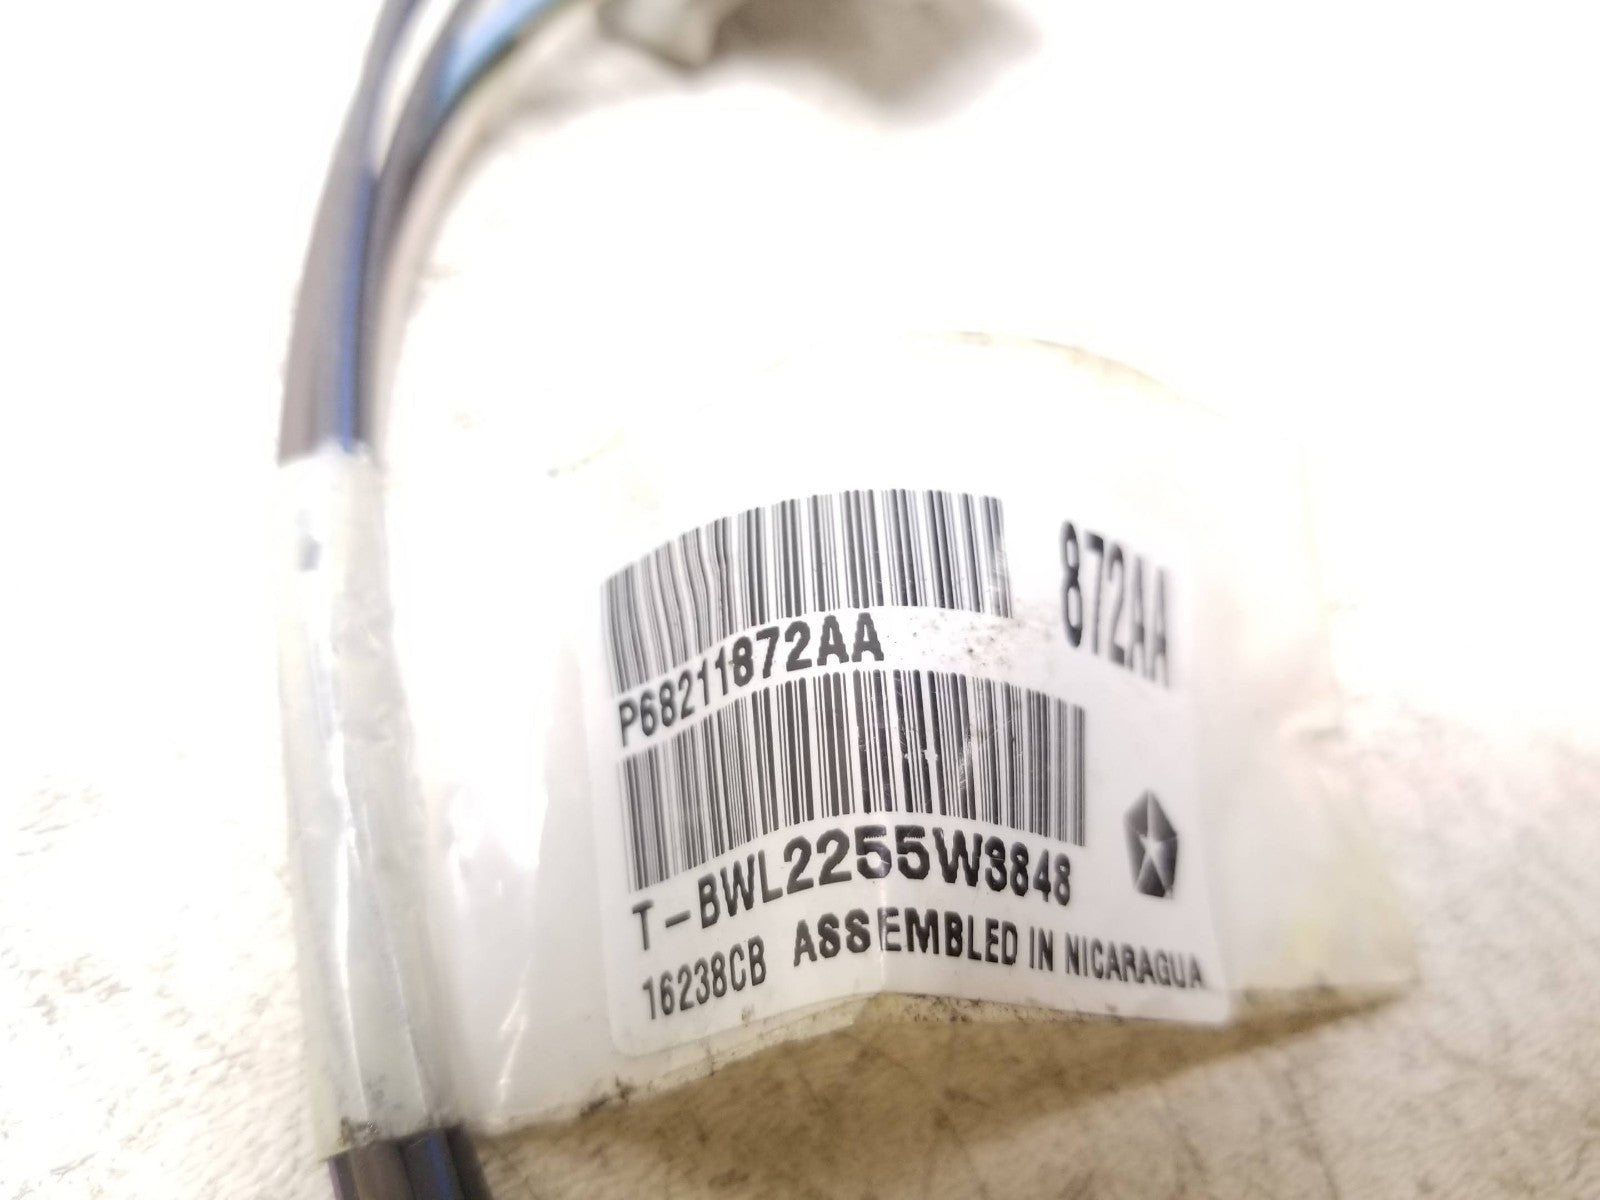 872AA
P68211872AA
T-BWL2255W3848
16238CB ASSEMBLED IN NICARAGUA